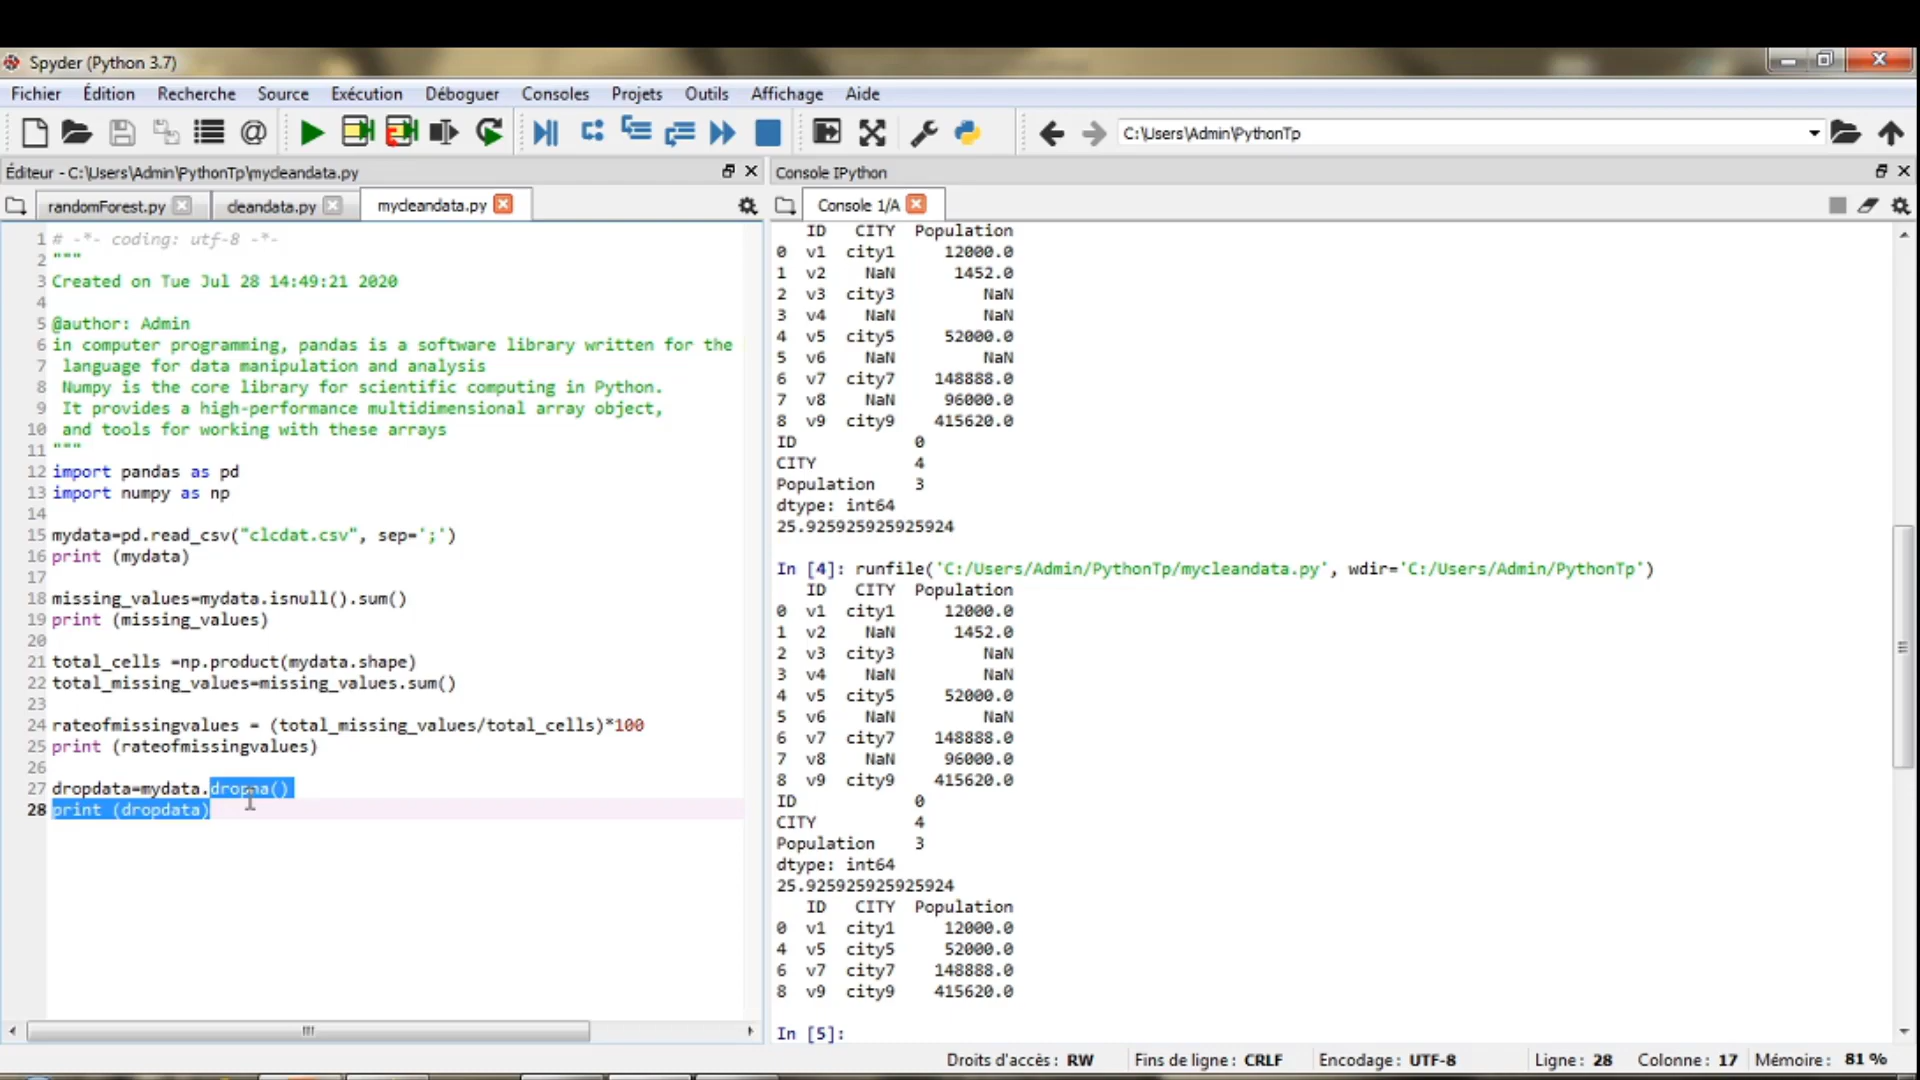 Spyder (Python 3.7)
Fichier Édition Recherche Source Exécution Déboguer Consoles Projets Outils Affichage Aide
C:\Users\Admin\PythonTp
Éditeur - C:\Users\Admin\PythonTp\mycleandata.py
randomForest.py cleandata.py mycleandata.py
1 # -*- coding: utf-8 -*-
2 """
3 Created on Tue Jul 28 14:49:21 2020
4
5 @author: Admin
6 in computer programming, pandas is a software library written for the
7 language for data manipulation and analysis
8 Numpy is the core library for scientific computing in Python.
9 It provides a high-performance multidimensional array object,
10 and tools for working with these arrays
11 """
12 import pandas as pd
13 import numpy as np
14
15 mydata=pd.read_csv("clcdat.csv", sep=';')
16 print (mydata)
17
18 missing_values=mydata.isnull().sum()
19 print (missing_values)
20
21 total_cells =np.product(mydata.shape)
22 total_missing_values=missing_values.sum()
23
24 rateofmissingvalues = (total_missing_values/total_cells)*100
25 print (rateofmissingvalues)
26
27 dropdata=mydata.dropna()
28 print (dropdata)
Console IPython
Console 1/A
ID CITY Population
0 v1 city1 12000.0
1 v2 NaN 1452.0
2 v3 city3 NaN
3 v4 NaN NaN
4 v5 city5 52000.0
5 v6 NaN NaN
6 v7 city7 148888.0
7 v8 NaN 96000.0
8 v9 city9 415620.0
ID 0
CITY 4
Population 3
dtype: int64
25.925925925925924
In [4]: runfile('C:/Users/Admin/PythonTp/mycleandata.py', wdir='C:/Users/Admin/PythonTp')
ID CITY Population
0 v1 city1 12000.0
1 v2 NaN 1452.0
2 v3 city3 NaN
3 v4 NaN NaN
4 v5 city5 52000.0
5 v6 NaN NaN
6 v7 city7 148888.0
7 v8 NaN 96000.0
8 v9 city9 415620.0
ID 0
CITY 4
Population 3
dtype: int64
25.925925925925924
ID CITY Population
0 v1 city1 12000.0
4 v5 city5 52000.0
6 v7 city7 148888.0
8 v9 city9 415620.0
In [5]:
Droits d'accès : RW Fins de ligne : CRLF Encodage : UTF-8 Ligne : 28 Colonne : 17 Mémoire : 81 %